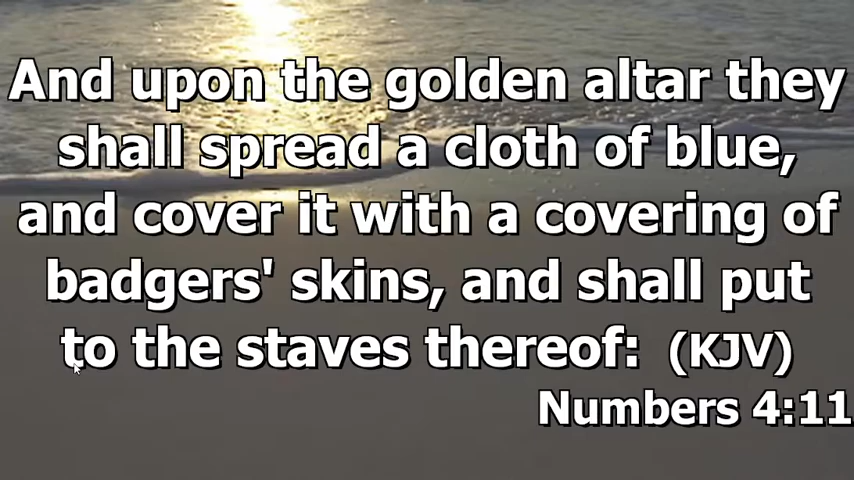 And upon the golden altar they
shall spread a cloth of blue,
and cover it with a covering of
badgers' skins, and shall put
to the staves thereof: (KJV)
Numbers 4:11